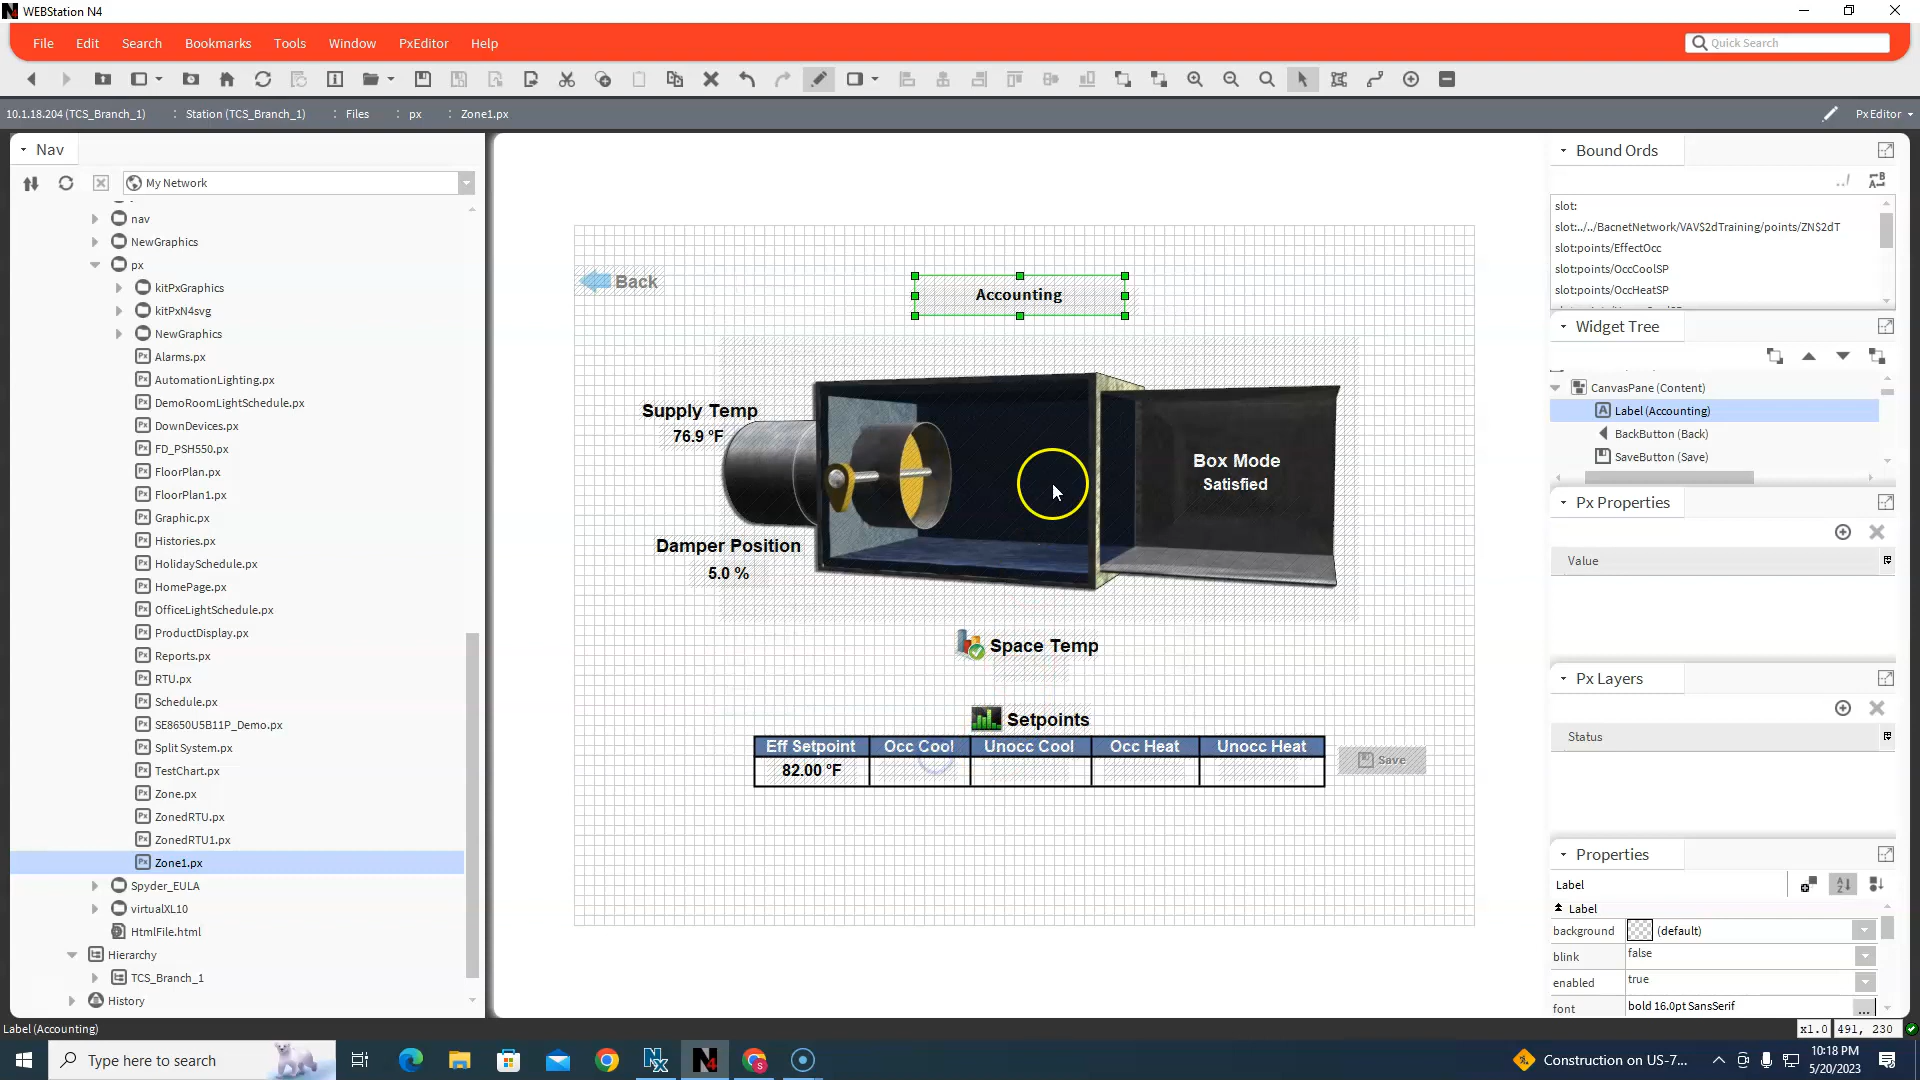 WEBStation N4
File Edit Search Bookmarks Tools Window PxEditor Help
Quick Search
10.1.18.204 (TCS_Branch_1) : Station (TCS_Branch_1) : Files : px : Zone1.px
PxEditor
Nav
My Network
nav
NewGraphics
px
kitPxGraphics
kitPxN4svg
NewGraphics
Alarms.px
AutomationLighting.px
DemoRoomLightSchedule.px
DownDevices.px
FD_PSH550.px
FloorPlan.px
FloorPlan1.px
Graphic.px
Histories.px
HolidaySchedule.px
HomePage.px
OfficeLightSchedule.px
ProductDisplay.px
Reports.px
RTU.px
Schedule.px
SE8650U5B11P_Demo.px
Split System.px
TestChart.px
Zone.px
ZonedRTU.px
ZonedRTU1.px
Zone1.px
Spyder_EULA
virtualXL10
HtmlFile.html
Hierarchy
TCS_Branch_1
History
Back
Accounting
Supply Temp
76.9 °F
Box Mode
Satisfied
Damper Position
5.0 %
Space Temp
Setpoints
Eff Setpoint Occ Cool Unocc Cool Occ Heat Unocc Heat
82.00 °F
Save
Bound Ords
slot:
slot:../../BacnetNetwork/VAVS2dTraining/points/ZNS2dT
slot:points/EffectOcc
slot:points/OccCoolSP
slot:points/OccHeatSP
Widget Tree
CanvasPane (Content)
Label (Accounting)
BackButton (Back)
SaveButton (Save)
Px Properties
Value
Px Layers
Status
Properties
Label
Label
background (default)
blink false
enabled true
font bold 16.0pt SansSerif
Label (Accounting)
x1.0 491, 230
Type here to search
Construction on US-7...
10:18 PM
5/20/2023